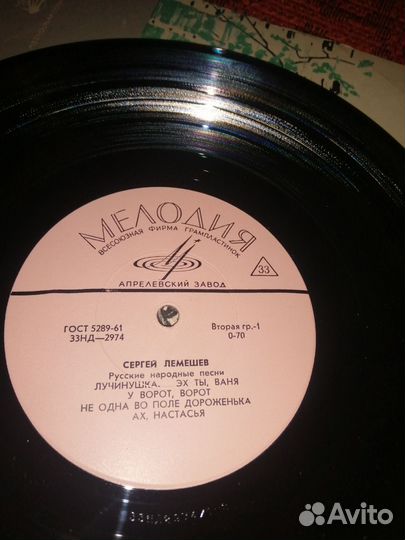 МЕЛОДИЯ
ВСЕСОЮЗНАЯ ФИРМА ГРАМПЛАСТИНОК
33
АПРЕЛЕВСКИЙ ЗАВОД
ГОСТ 5289-61
33НД—2974
Вторая гр.-1
0-70
СЕРГЕЙ ЛЕМЕШЕВ
Русские народные песни
ЛУЧИНУШКА. ЭХ ТЫ, ВАНЯ
У ВОРОТ, ВОРОТ
НЕ ОДНА ВО ПОЛЕ ДОРОЖЕНЬКА
АХ, НАСТАСЬЯ
Avito